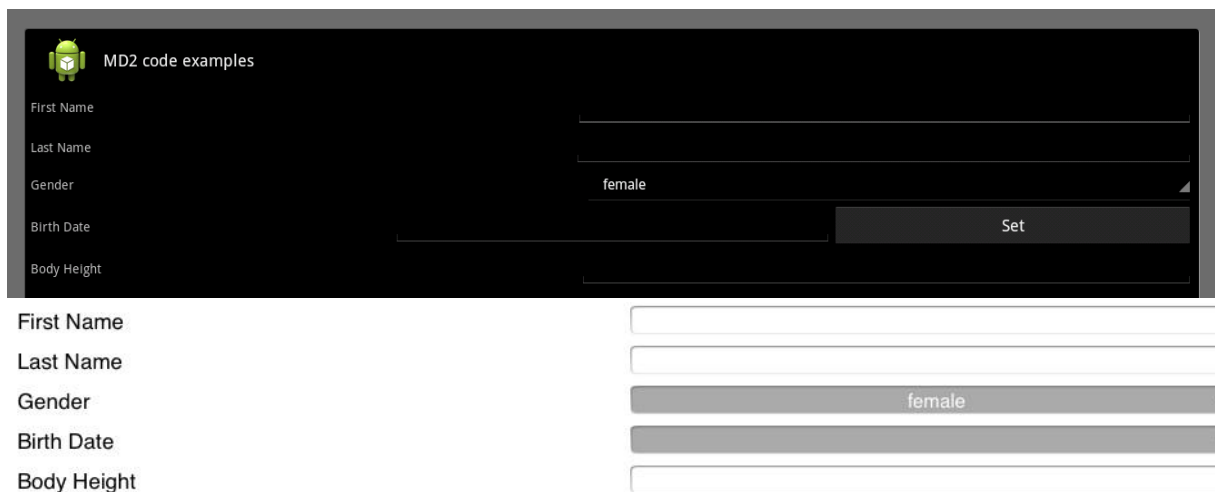 MD2 code examples
First Name
Last Name
Gender female
Birth Date Set
Body Height
First Name
Last Name
Gender female
Birth Date
Body Height